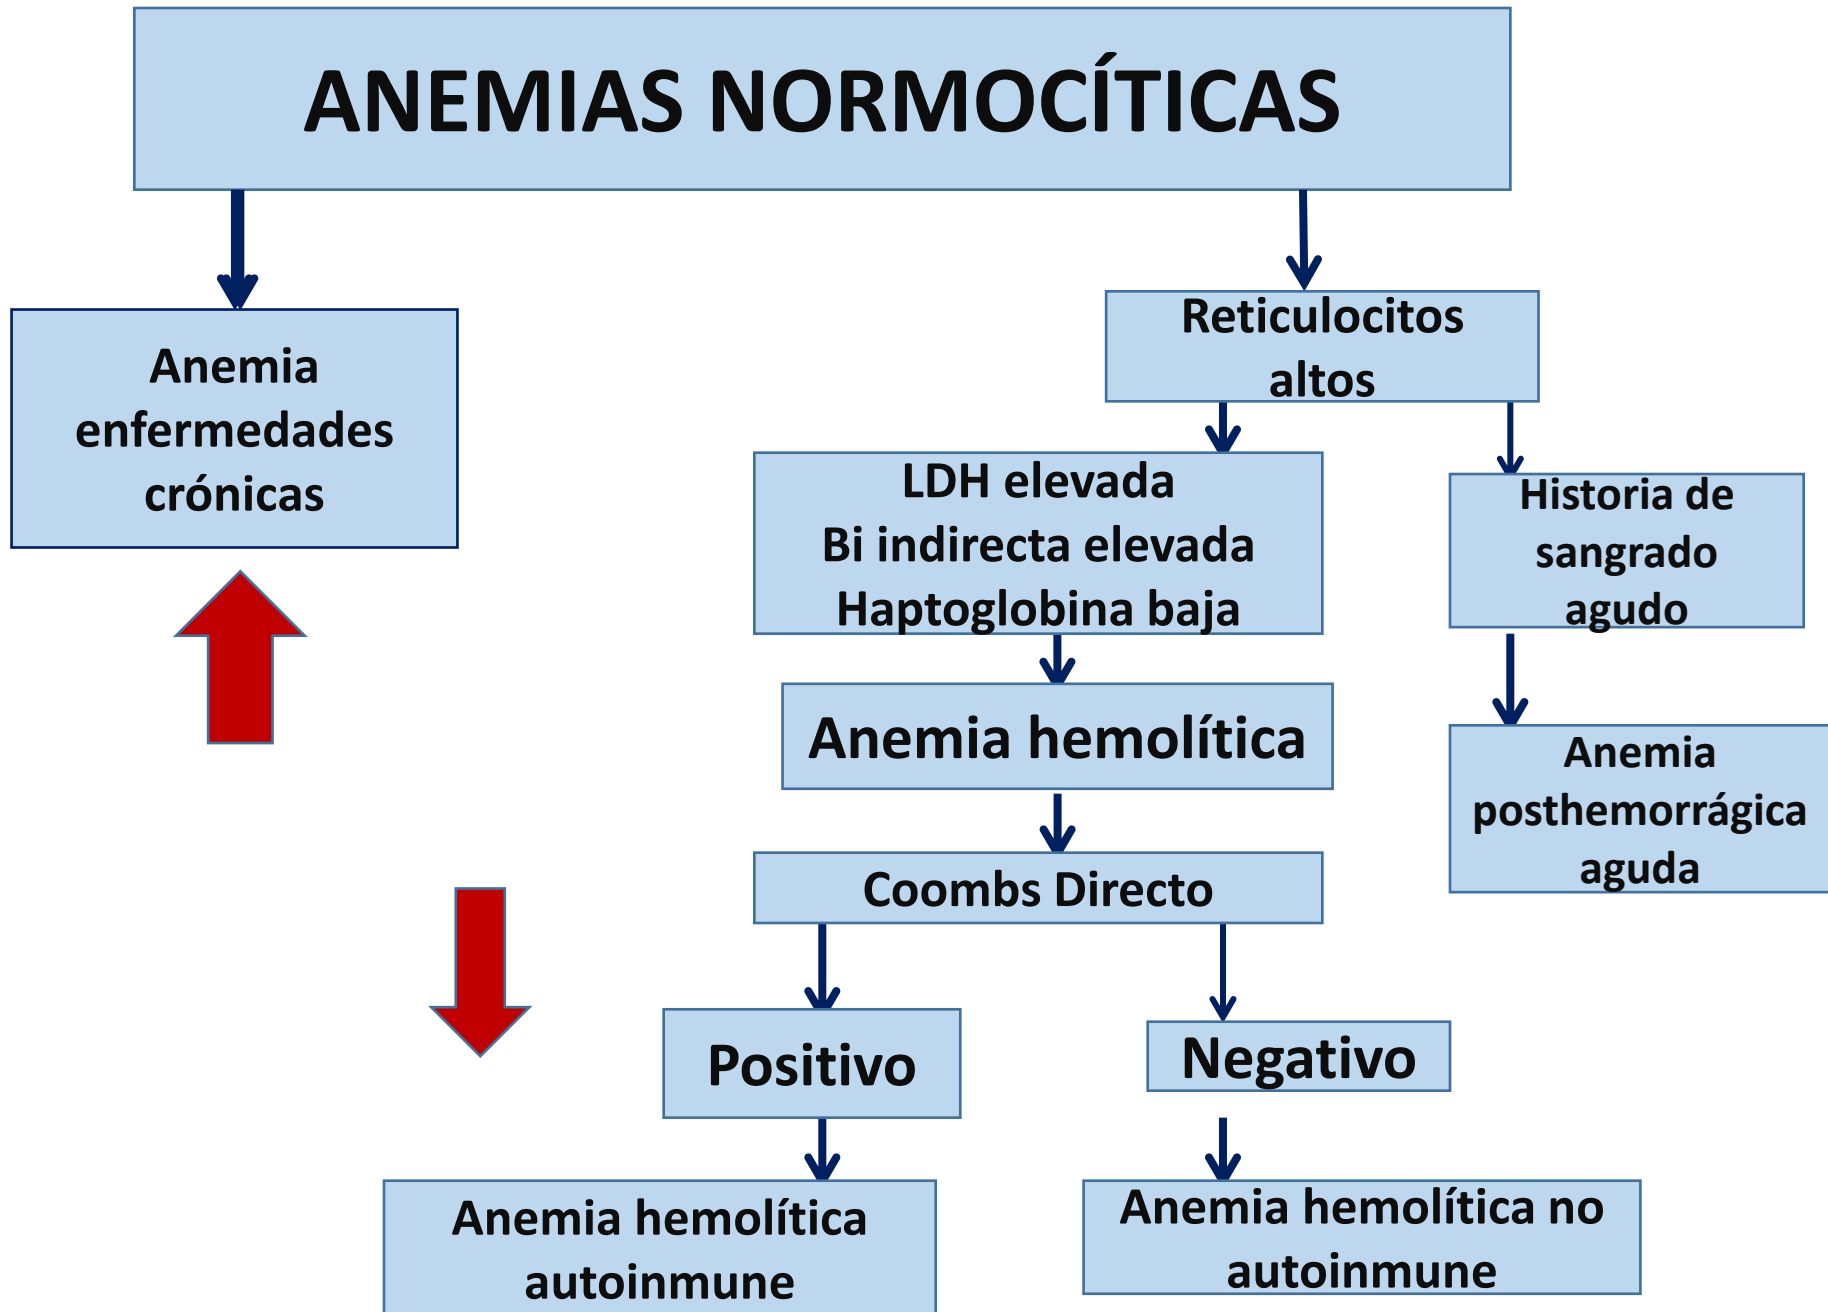 ANEMIAS NORMOCÍTICAS
Anemia
enfermedades
crónicas
Reticulocitos
altos
LDH elevada
Bi indirecta elevada
Haptoglobina baja
Historia de
sangrado
agudo
Anemia hemolítica
Anemia
posthemorrágica
aguda
Coombs Directo
Positivo
Negativo
Anemia hemolítica
autoinmune
Anemia hemolítica no
autoinmune